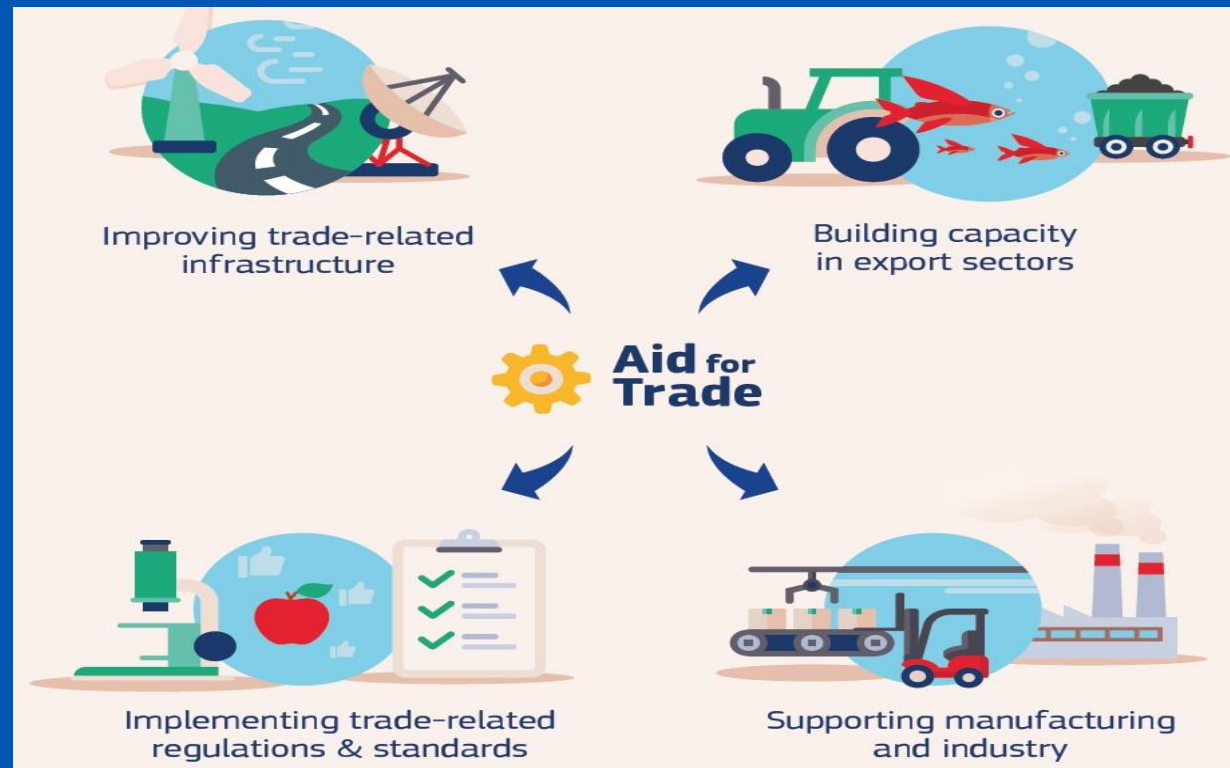 Improving trade-related
infrastructure
Building capacity
in export sectors
Aid for
Trade
Implementing trade-related
regulations & standards
Supporting manufacturing
and industry